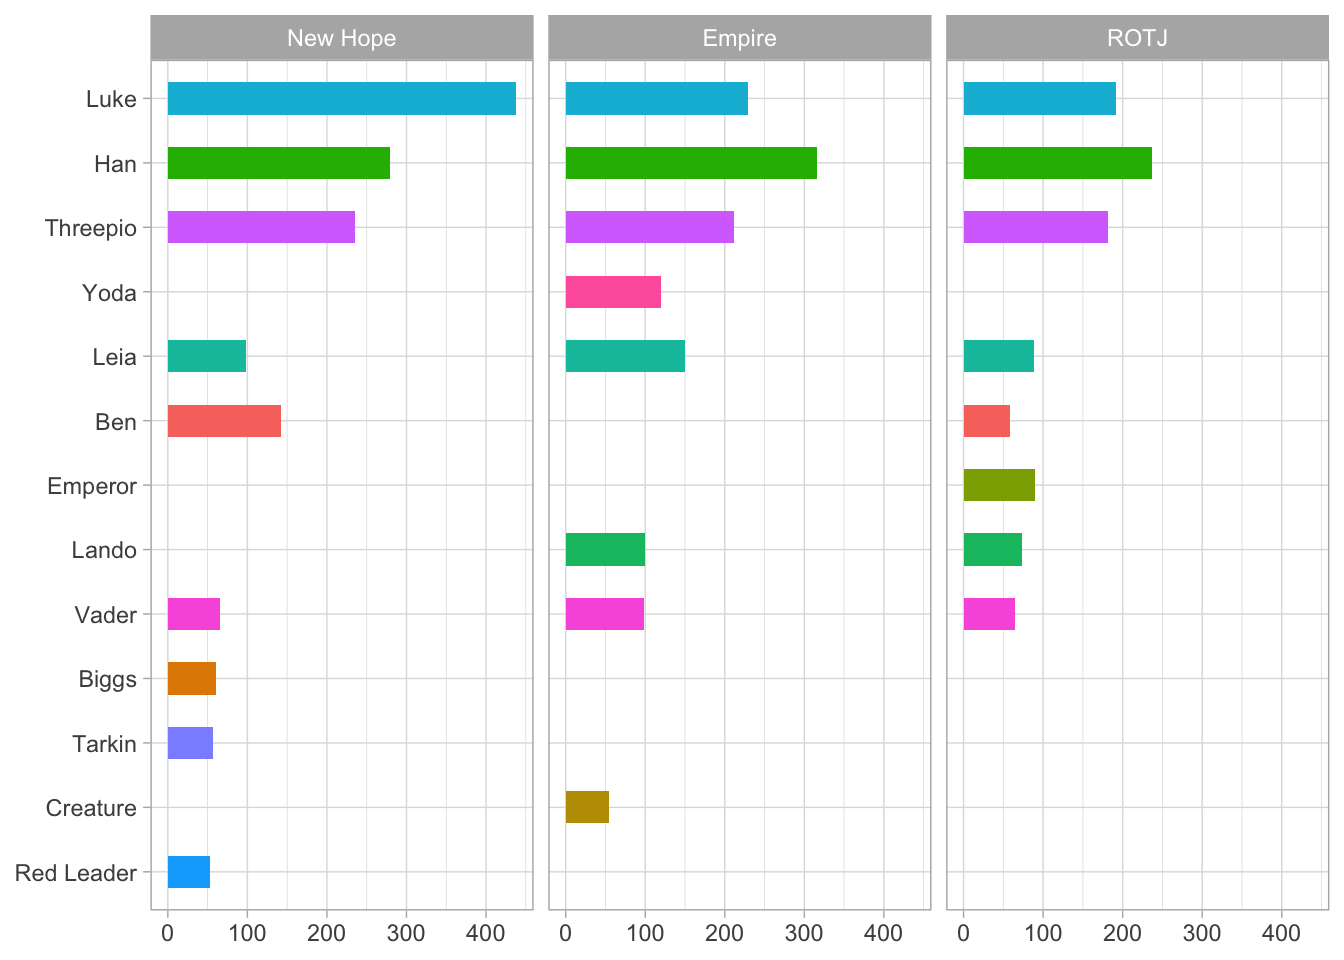 New Hope
Empire
ROTJ
Luke
Han
Threepio
Yoda
Leia
Ben
Emperor
Lando
Vader
Biggs
Tarkin
Creature
Red Leader
0 100 200 300 400
0 100 200 300 400
0 100 200 300 400